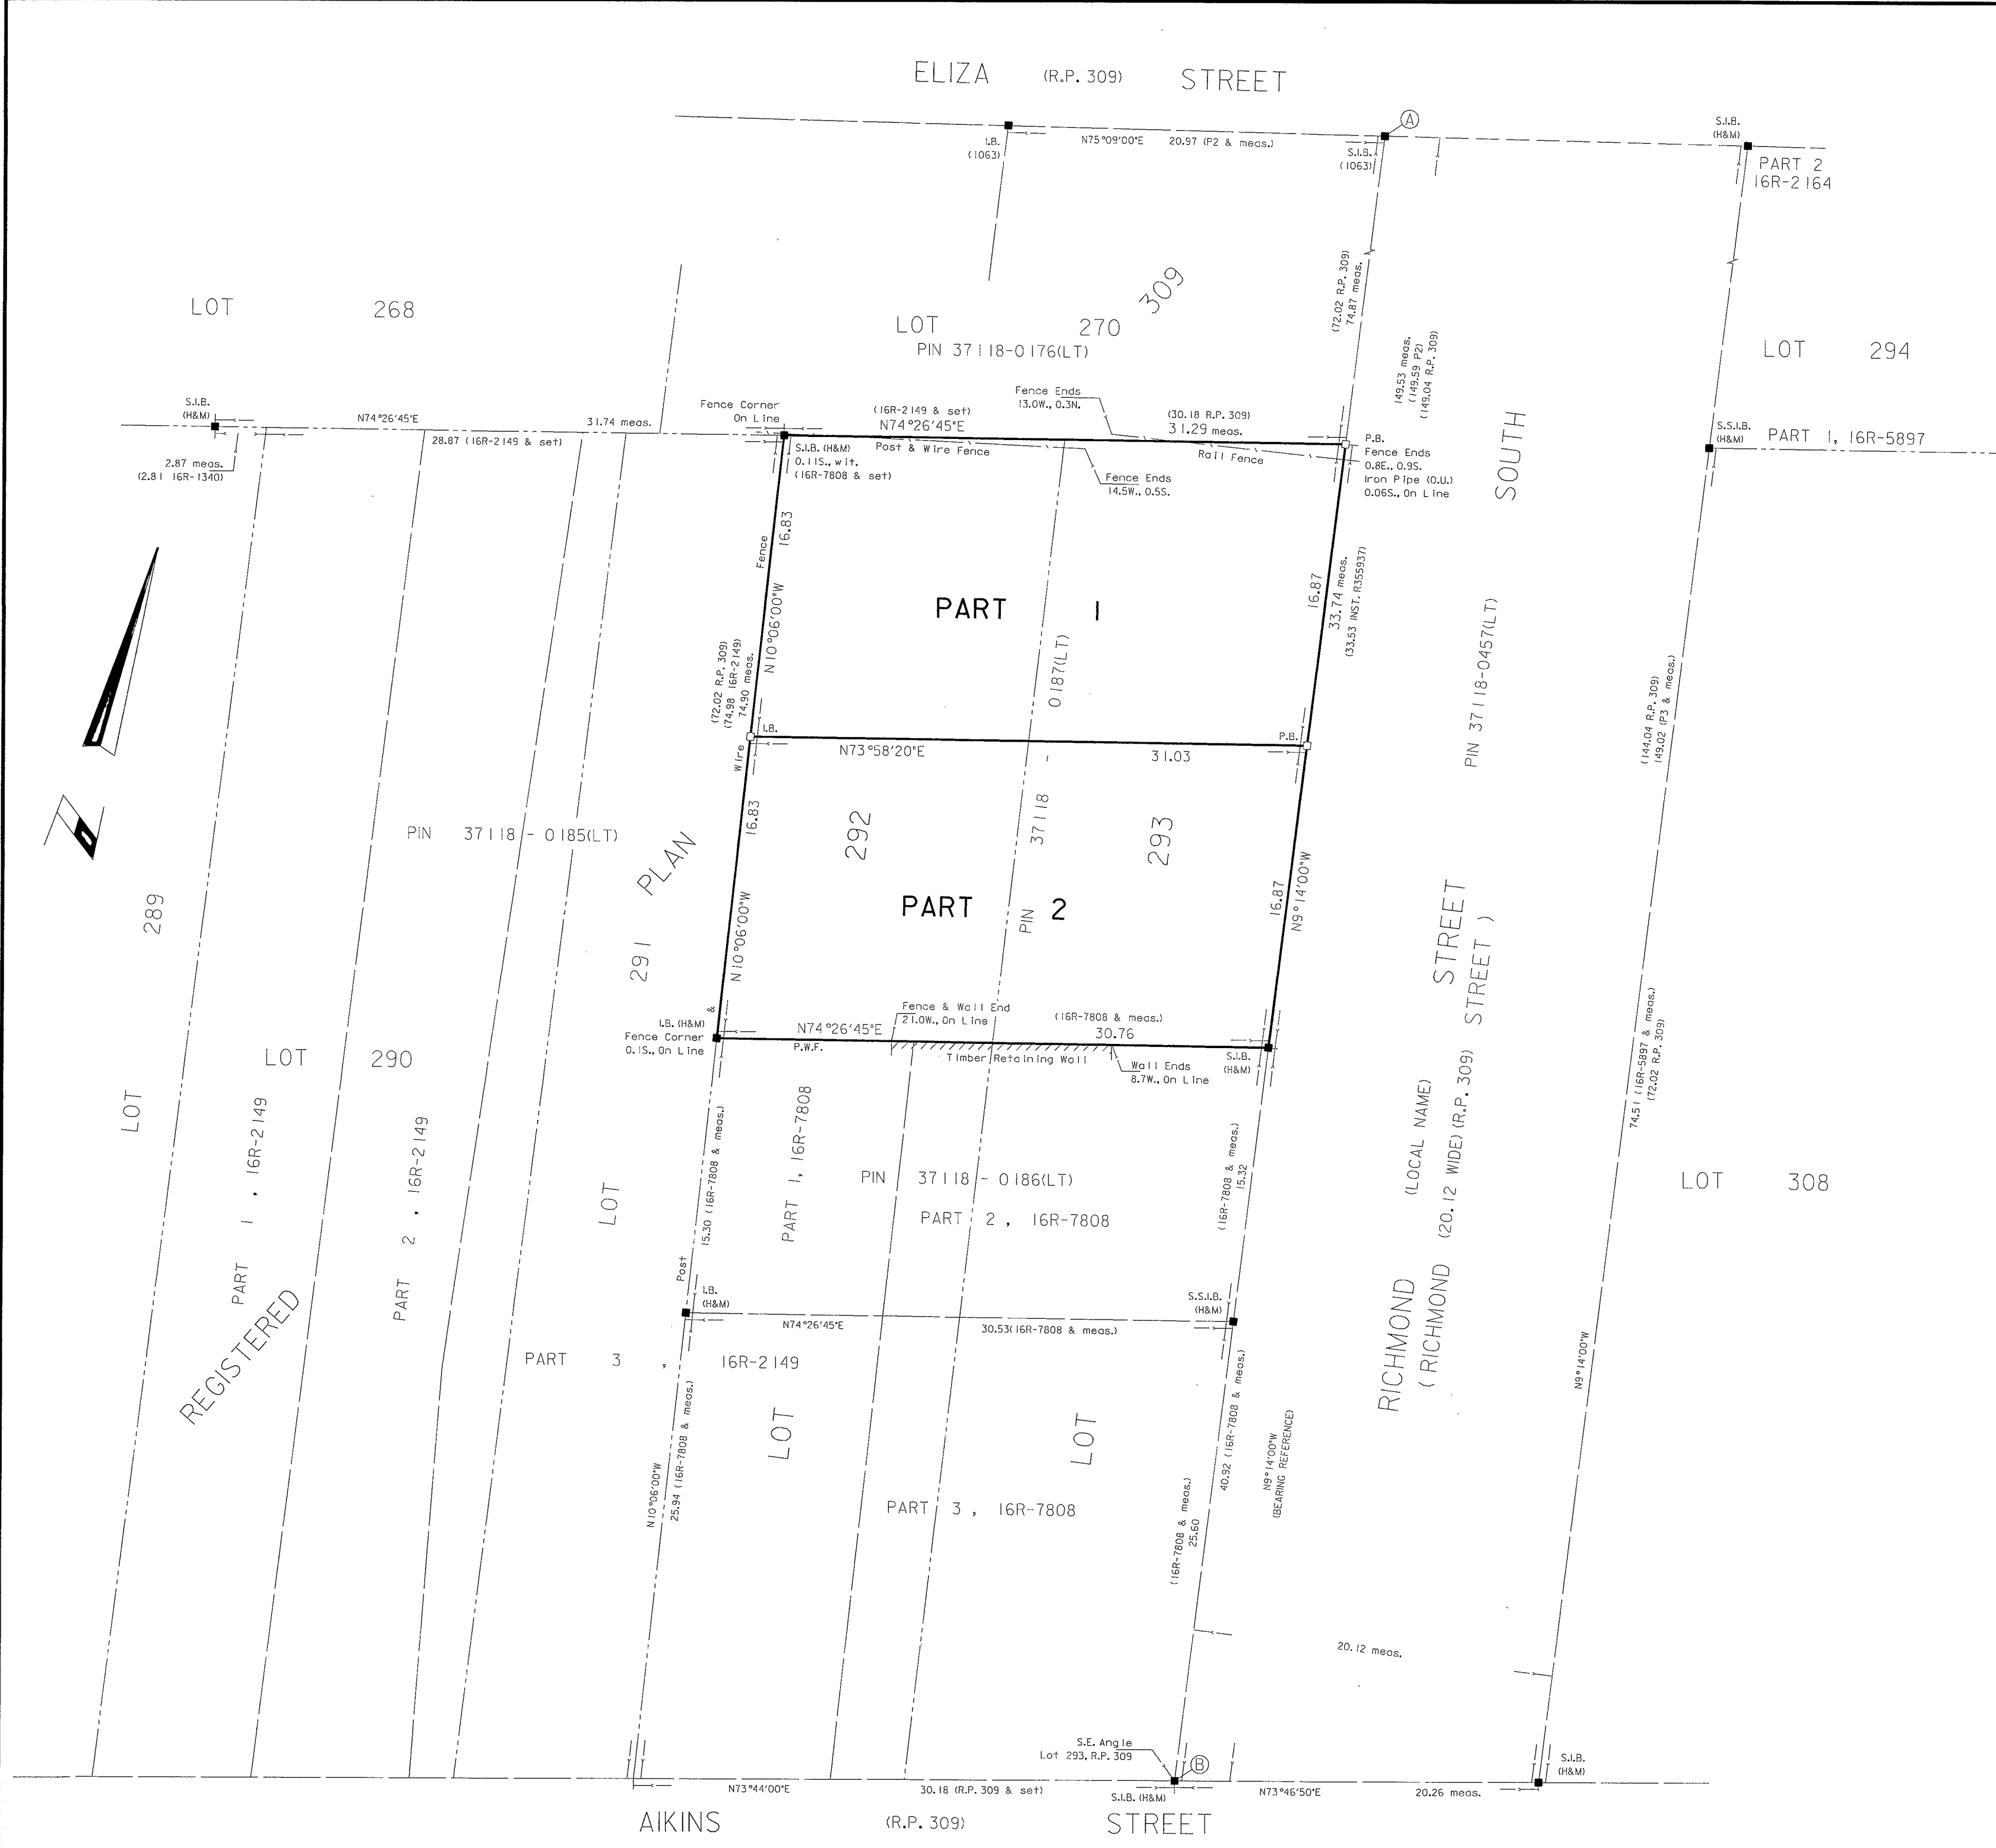 ELIZA (R.P. 309) STREET
A
S.I.B.
(H&M)
I.B.
(1063)
N75°09'00"E 20.97 (P2 & meas.)
S.I.B.
(1063)
PART 2
16R-2164
LOT 268
LOT 270
309
PIN 37118-0176(LT)
(72.02 R.P. 309)
74.87 meas.
149.53 meas.
(149.59 P2)
(149.04 R.P. 309)
LOT 294
S.I.B.
(H&M)
N74°26'45"E
31.74 meas.
28.87 (16R-2149 & set)
2.87 meas.
(2.81 16R-1340)
Fence Corner
On Line
(16R-2149 & set)
N74°26'45"E
Fence Ends
13.0W., 0.3N.
(30.18 R.P. 309)
31.29 meas.
S.I.B. (H&M)
0.11S., wit.
(16R-7808 & set)
Post & Wire Fence
Rail Fence
Fence Ends
14.5W., 0.5S.
P.B.
Fence Ends
0.8E., 0.9S.
Iron Pipe (O.U.)
0.06S., On Line
S.S.I.B.
(H&M)
PART 1, 16R-5897
SOUTH
16.83
Fence
N10°06'00"W
PART 1
0187(LT)
16.87
33.74 meas.
(33.53 INST. R355937)
PIN 37118-0457(LT)
(72.02 R.P. 309)
(74.98 16R-2149)
74.90 meas.
(144.04 R.P. 309)
149.02 (P3 & meas.)
I.B.
P.B.
Wire
N73°58'20"E
31.03
16.83
292
37118 -
293
PIN 37118 - 0185(LT)
PLAN
289
N10°06'00"W
PART 2
PIN
16.87
N9°14'00"W
291
STREET
STREET )
&
I.B. (H&M)
Fence Corner
0.1S., On Line
N74°26'45"E
Fence & Wall End
21.0W., On Line
(16R-7808 & meas.)
30.76
P.W.F.
Timber Retaining Wall
Wall Ends
8.7W., On Line
S.I.B.
(H&M)
74.51 (16R-5897 & meas.)
(72.02 R.P. 309)
LOT 290
LOT
PART 1 , 16R-2149
PART 2 , 16R-2149
LOT
15.30 (16R-7808 & meas.)
PART 1, 16R-7808
PIN 37118 - 0186(LT)
PART 2 , 16R-7808
(16R-7808 & meas.)
15.32
(LOCAL NAME)
(20.12 WIDE) (R.P. 309)
LOT 308
REGISTERED
Post
I.B.
(H&M)
N74°26'45"E
30.53(16R-7808 & meas.)
S.S.I.B.
(H&M)
PART 3 , 16R-2149
RICHMOND
( RICHMOND
N9°14'00"W
LOT
LOT
N10°06'00"W
25.94 (16R-7808 & meas.)
40.92 (16R-7808 & meas.)
N9°14'00"W
(BEARING REFERENCE)
PART 3 , 16R-7808
(16R-7808 & meas.)
25.60
20.12 meas.
S.E. Angle
Lot 293, R.P. 309
B
S.I.B.
(H&M)
N73°44'00"E
30.18 (R.P. 309 & set)
S.I.B. (H&M)
N73°46'50"E
20.26 meas.
AIKINS (R.P. 309) STREET